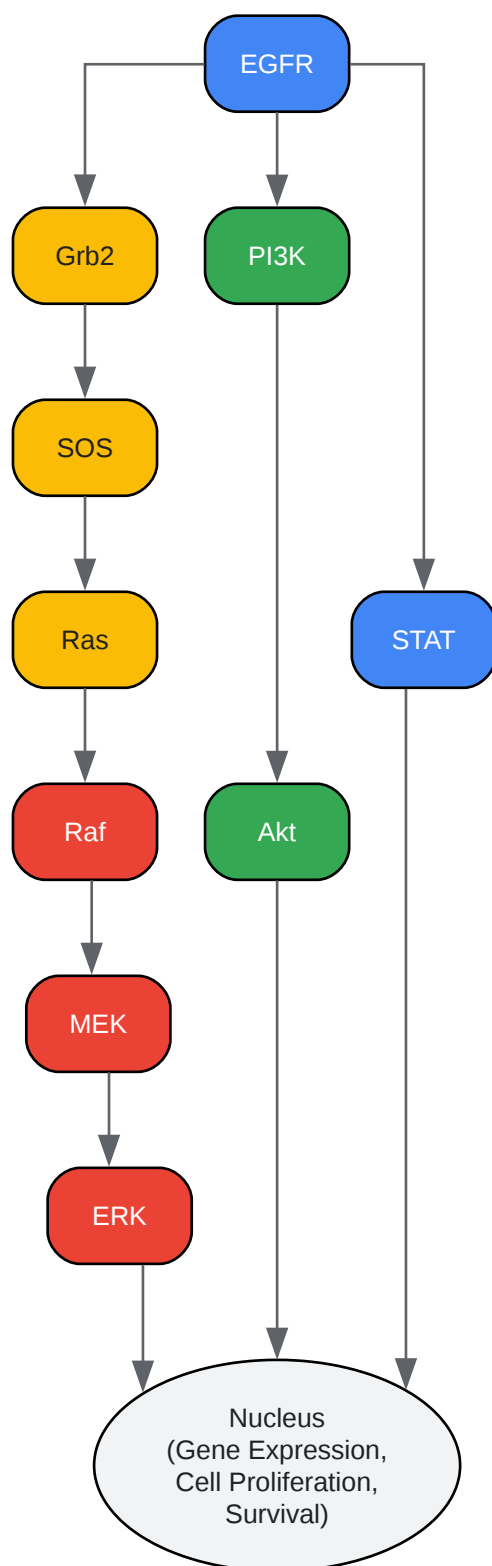 EGFR
Grb2
PI3K
SOS
Ras
STAT
Raf
Akt
MEK
ERK
Nucleus
(Gene Expression,
Cell Proliferation,
Survival)